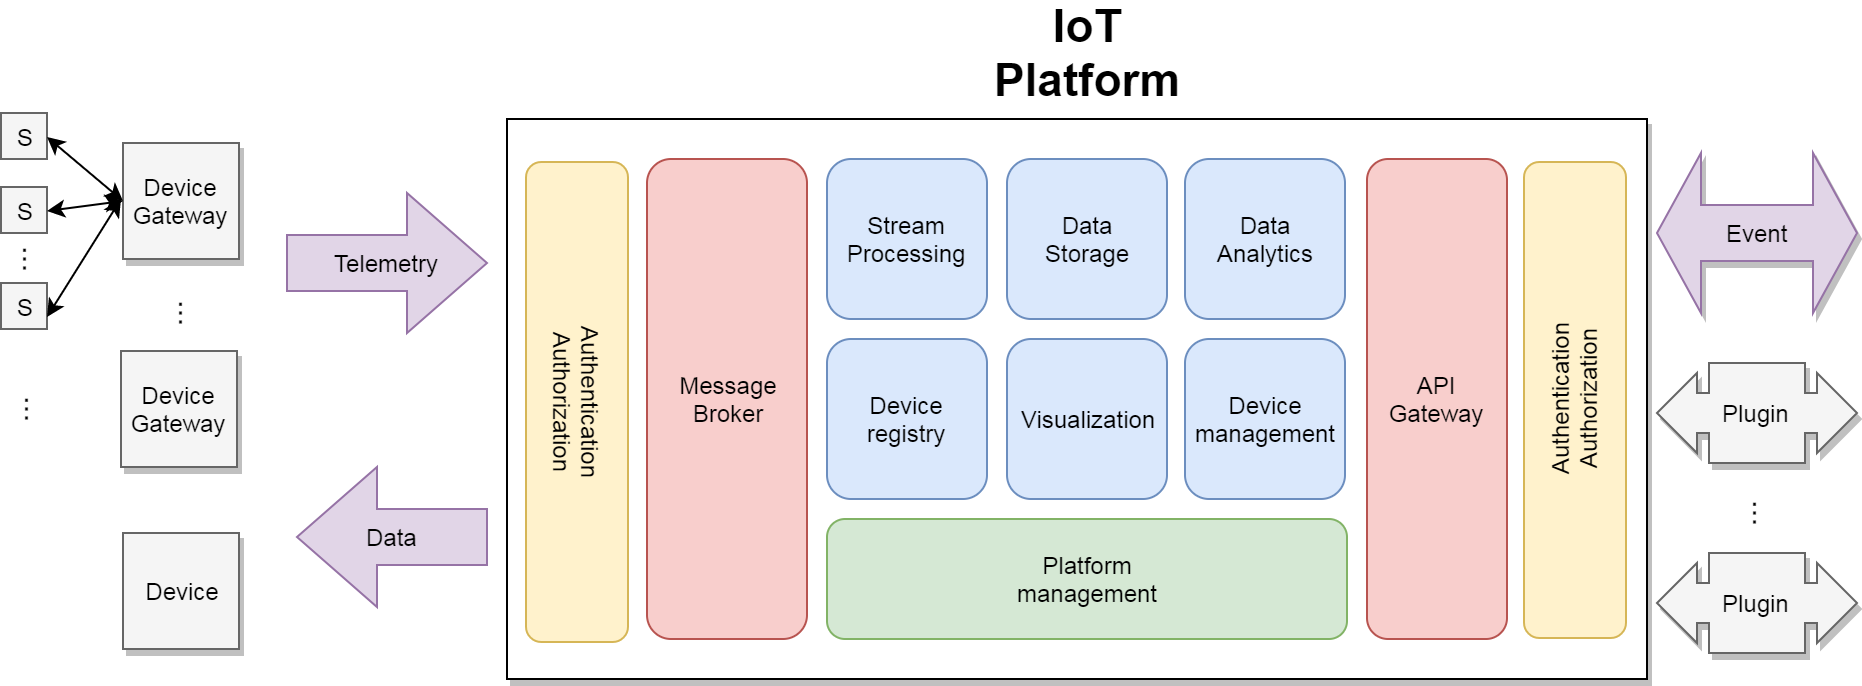 IoT
Platform
S
S
⋮
S
⋮
Device
Gateway
⋮
Device
Gateway
Device
Telemetry
Data
Authentication
Authorization
Message
Broker
Stream
Processing
Data
Storage
Data
Analytics
Device
registry
Visualization
Device
management
Platform
management
API
Gateway
Authentication
Authorization
Event
Plugin
⋮
Plugin